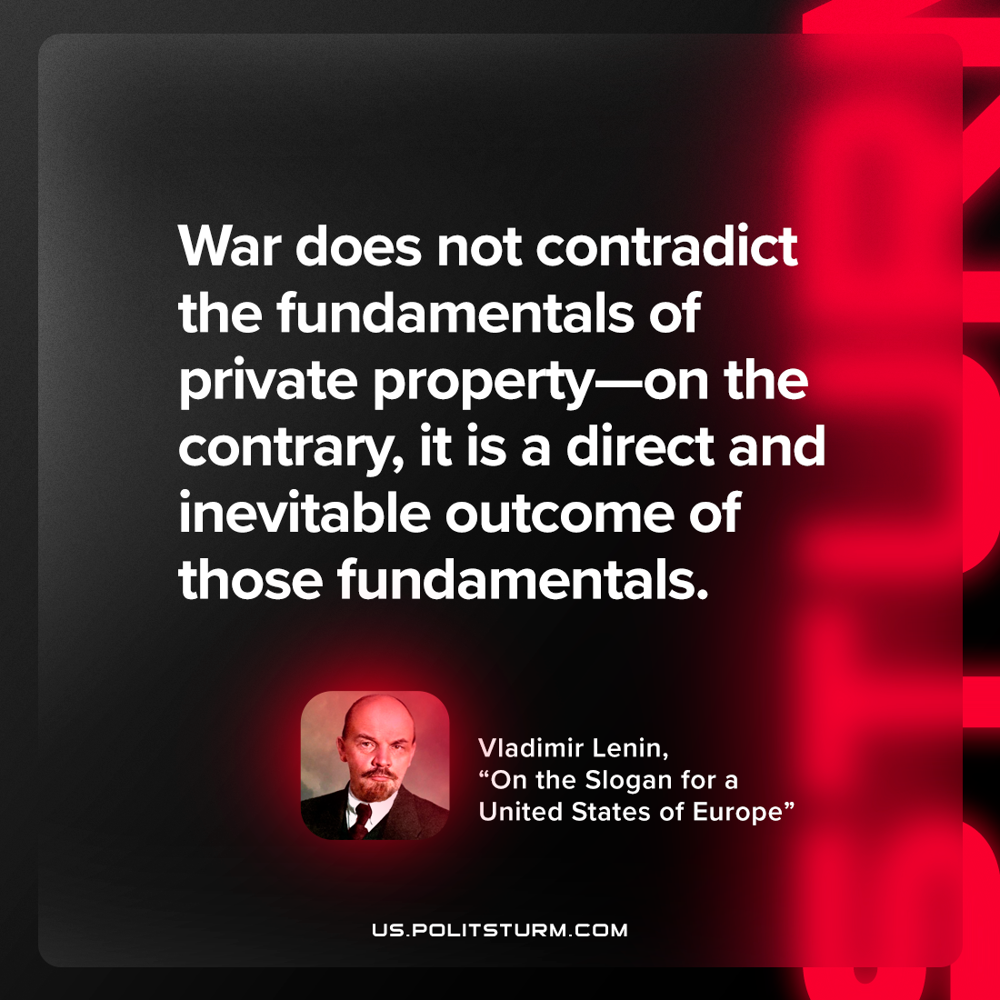 War does not contradict
the fundamentals of
private property—on the
contrary, it is a direct and
inevitable outcome of
those fundamentals.
Vladimir Lenin,
“On the Slogan for a
United States of Europe”
US.POLITSTURM.COM